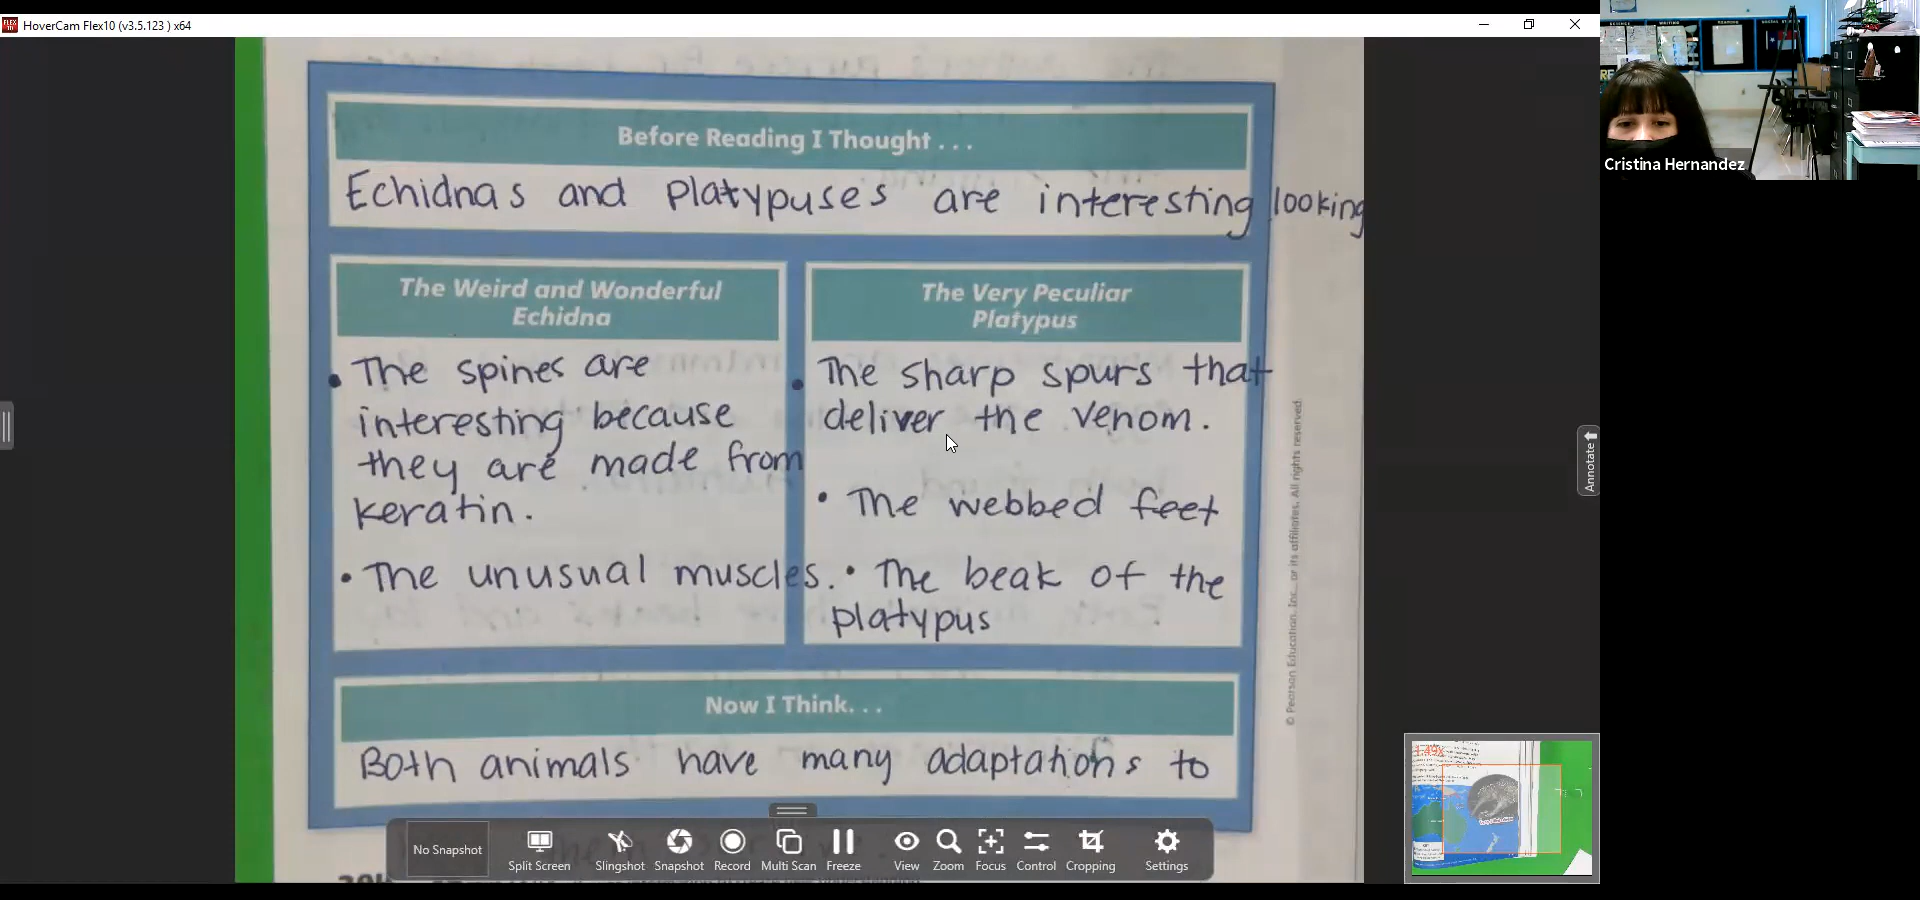 HoverCam Flex10 (v3.5.123 ) x64
Cristina Hernandez
Before Reading I Thought . . .
Echidnas and Platypuses are interesting looking
The Weird and Wonderful
Echidna
The spines are
interesting because
they are made from
keratin.
The unusual muscles.
The Very Peculiar
Platypus
• The sharp spurs that
deliver the venom.
• The webbed feet
• The beak of the
platypus
Now I Think. . .
Both animals have many adaptations to
© Pearson Education, Inc., or its affiliates. All rights reserved.
Annotate
No Snapshot
Split Screen
Slingshot
Snapshot
Record
Multi Scan
Freeze
View
Zoom
Focus
Control
Cropping
Settings
1.49x